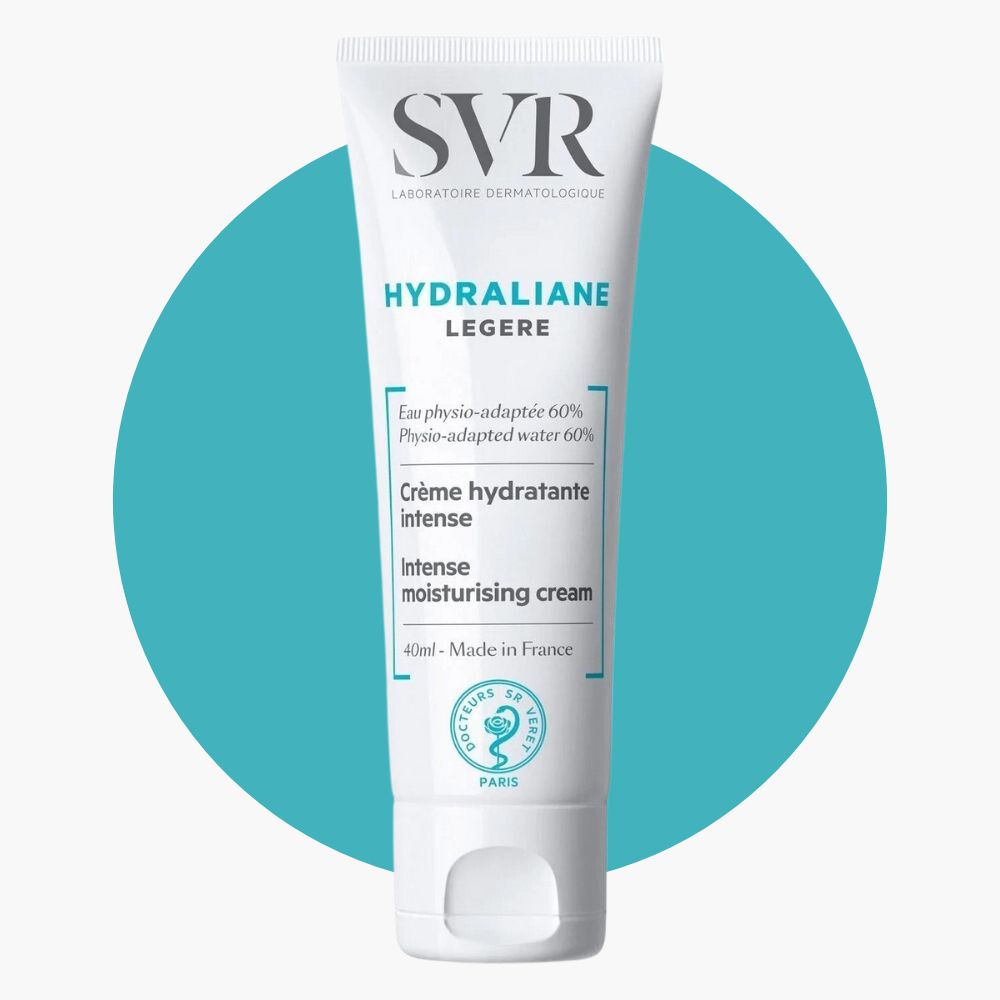 SVR
LABORATOIRE DERMATOLOGIQUE
HYDRALIANE
LEGERE
Eau physio-adaptée 60%
Physio-adapted water 60%
Crème hydratante
intense
Intense
moisturising cream
40ml - Made in France
DOCTEURS SR VERET
PARIS